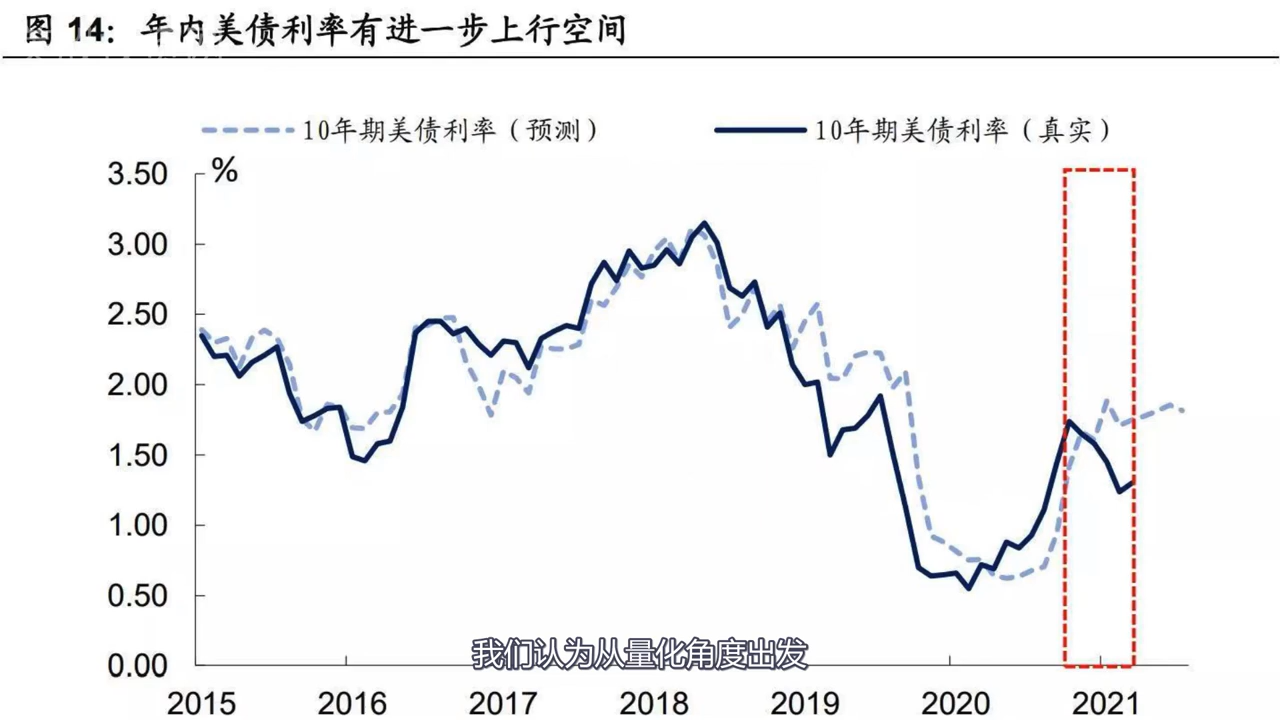 图 14： 年内美债利率有进一步上行空间
10年期美债利率（预测）
10年期美债利率（真实）
%
3.50
3.00
2.50
2.00
1.50
1.00
0.50
0.00
我们认为从量化角度出发
2015 2016 2017 2018 2019 2020 2021